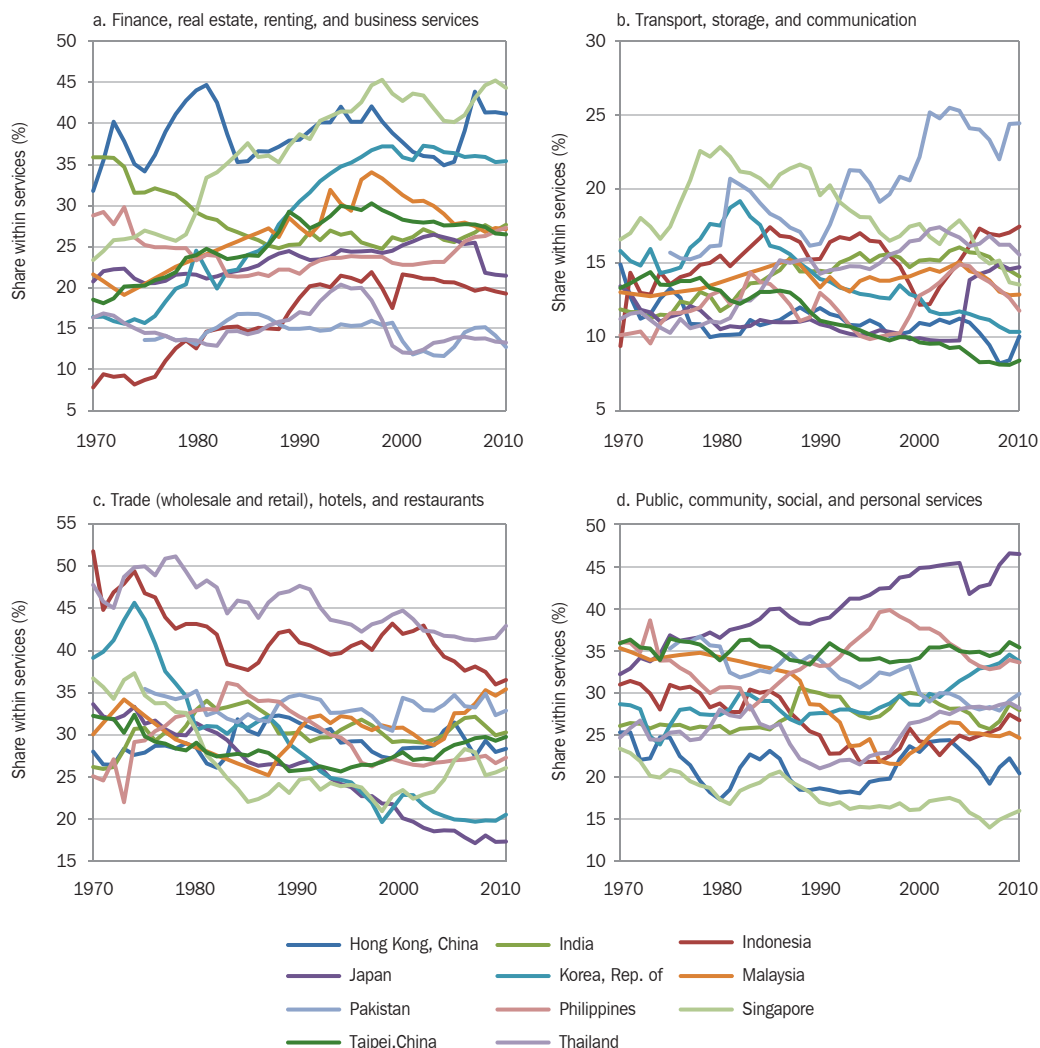 a. Finance, real estate, renting, and business services
b. Transport, storage, and communication
50
45
40
35
30
25
20
15
10
5
Share within services (%)
1970 1980 1990 2000 2010
30
25
20
15
10
5
Share within services (%)
1970 1980 1990 2000 2010
c. Trade (wholesale and retail), hotels, and restaurants
d. Public, community, social, and personal services
55
50
45
40
35
30
25
20
15
Share within services (%)
1970 1980 1990 2000 2010
50
45
40
35
30
25
20
15
10
Share within services (%)
1970 1980 1990 2000 2010
Hong Kong, China India Indonesia
Japan Korea, Rep. of Malaysia
Pakistan Philippines Singapore
Taipei,China Thailand